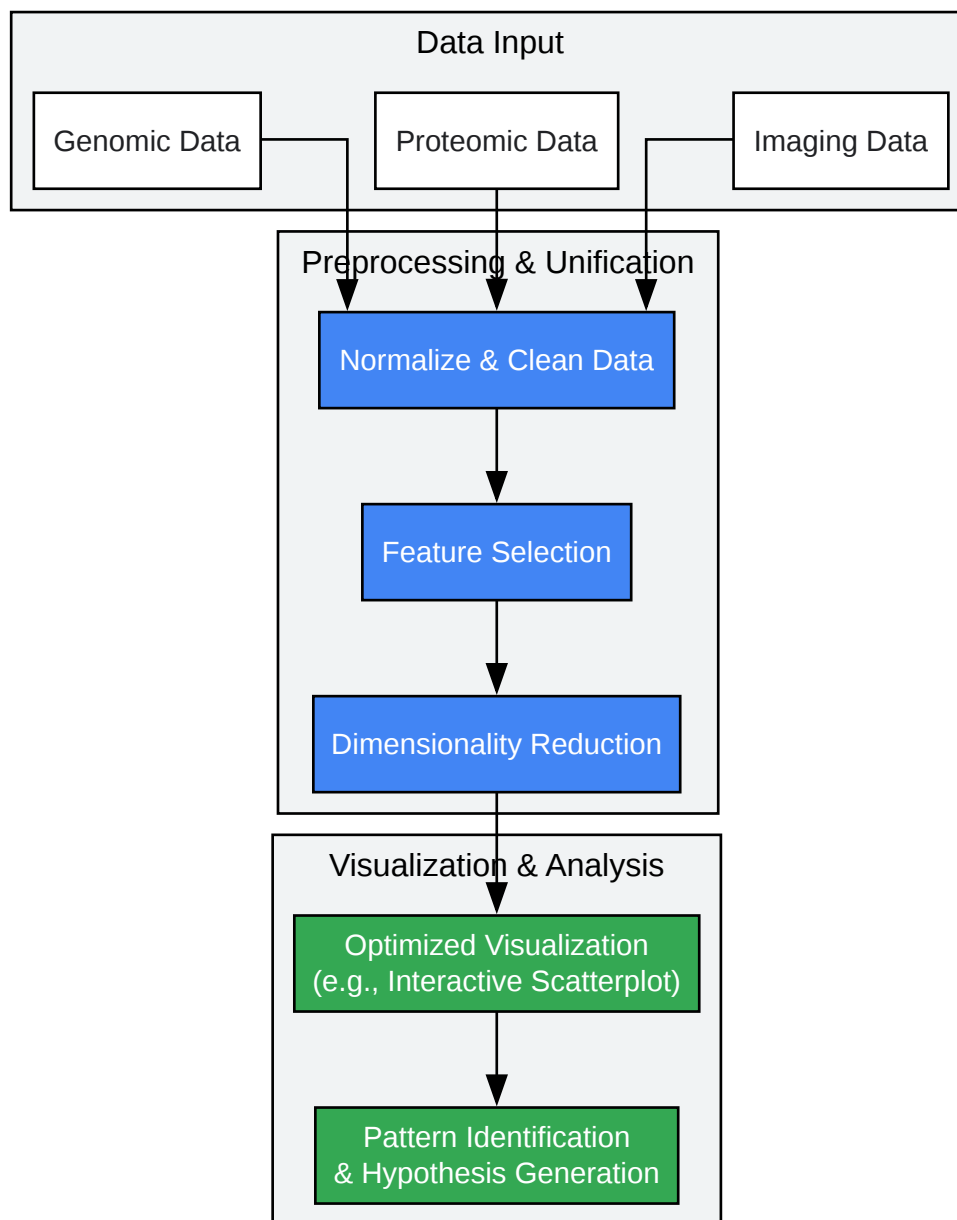 Data Input
Genomic Data
Proteomic Data
Imaging Data
Preprocessing & Unification
Normalize & Clean Data
Feature Selection
Dimensionality Reduction
Visualization & Analysis
Optimized Visualization
(e.g., Interactive Scatterplot)
Pattern Identification
& Hypothesis Generation